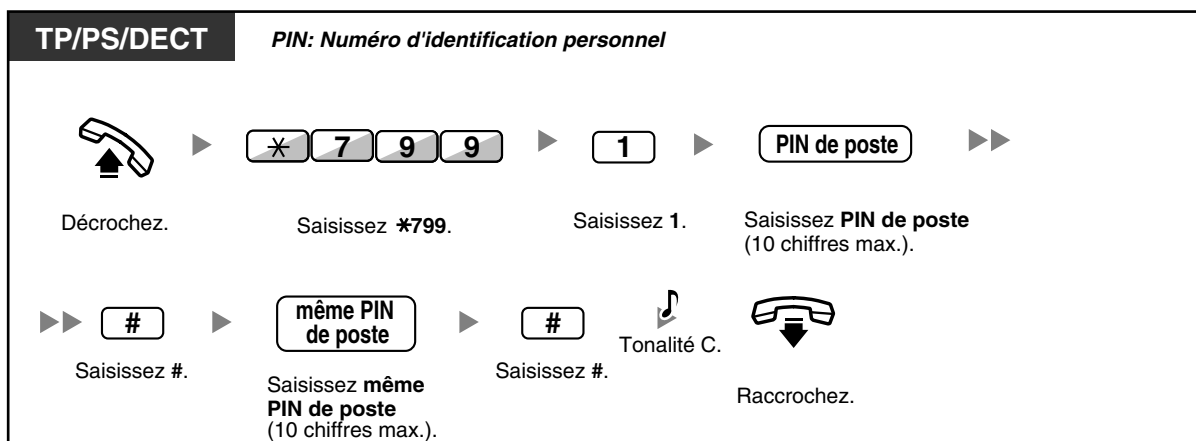 TP/PS/DECT
PIN: Numéro d'identification personnel
* 7 9 9
1
PIN de poste
Décrochez.
Saisissez *799.
Saisissez 1.
Saisissez PIN de poste
(10 chiffres max.).
#
même PIN
de poste
#
Saisissez #.
Saisissez même
PIN de poste
(10 chiffres max.).
Saisissez #.
Tonalité C.
Raccrochez.